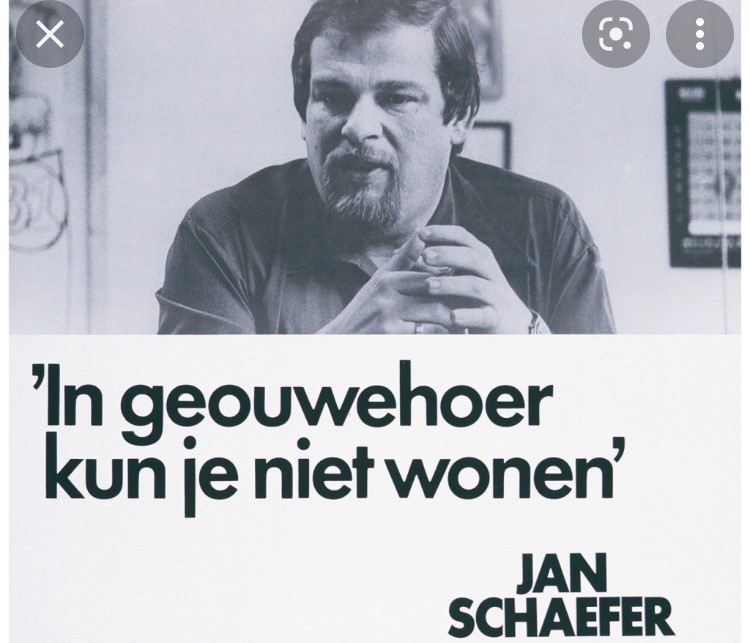 ’In geouwehoer
kun je niet wonen’
JAN
SCHAEFER